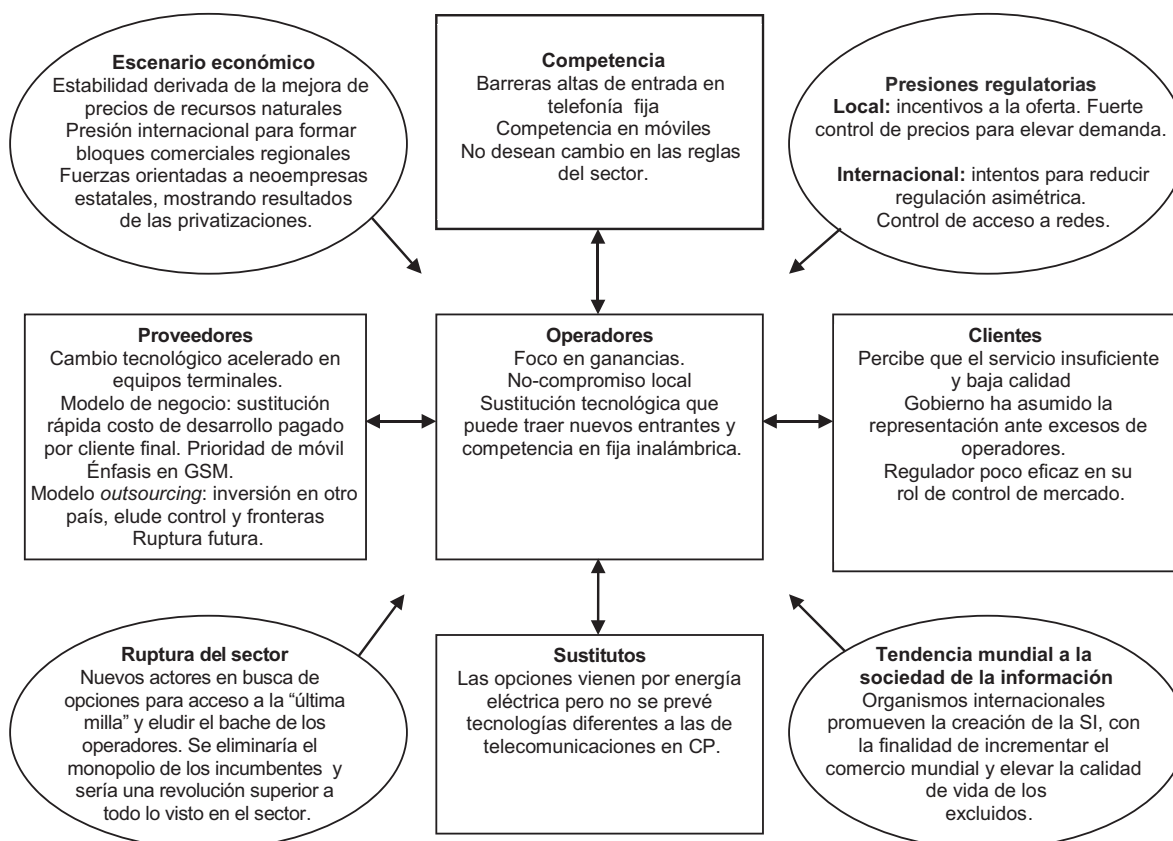 Escenario económico
Estabilidad derivada de la mejora de
precios de recursos naturales
Presión internacional para formar
bloques comerciales regionales
Fuerzas orientadas a neoempresas
estatales, mostrando resultados
de las privatizaciones.
Competencia
Barreras altas de entrada en
telefonía fija
Competencia en móviles
No desean cambio en las reglas
del sector.
Presiones regulatorias
Local: incentivos a la oferta. Fuerte
control de precios para elevar demanda.
Internacional: intentos para reducir
regulación asimétrica.
Control de acceso a redes.
Proveedores
Cambio tecnológico acelerado en
equipos terminales.
Modelo de negocio: sustitución
rápida costo de desarrollo pagado
por cliente final. Prioridad de móvil
Énfasis en GSM.
Modelo outsourcing: inversión en otro
país, elude control y fronteras
Ruptura futura.
Operadores
Foco en ganancias.
No-compromiso local
Sustitución tecnológica que
puede traer nuevos entrantes y
competencia en fija inalámbrica.
Clientes
Percibe que el servicio insuficiente
y baja calidad
Gobierno ha asumido la
representación ante excesos de
operadores.
Regulador poco eficaz en su
rol de control de mercado.
Ruptura del sector
Nuevos actores en busca de
opciones para acceso a la “última
milla” y eludir el bache de los
operadores. Se eliminaría el
monopolio de los incumbentes y
sería una revolución superior a
todo lo visto en el sector.
Sustitutos
Las opciones vienen por energía
eléctrica pero no se prevé
tecnologías diferentes a las de
telecomunicaciones en CP.
Tendencia mundial a la
sociedad de la información
Organismos internacionales
promueven la creación de la SI, con
la finalidad de incrementar el
comercio mundial y elevar la calidad
de vida de los
excluidos.